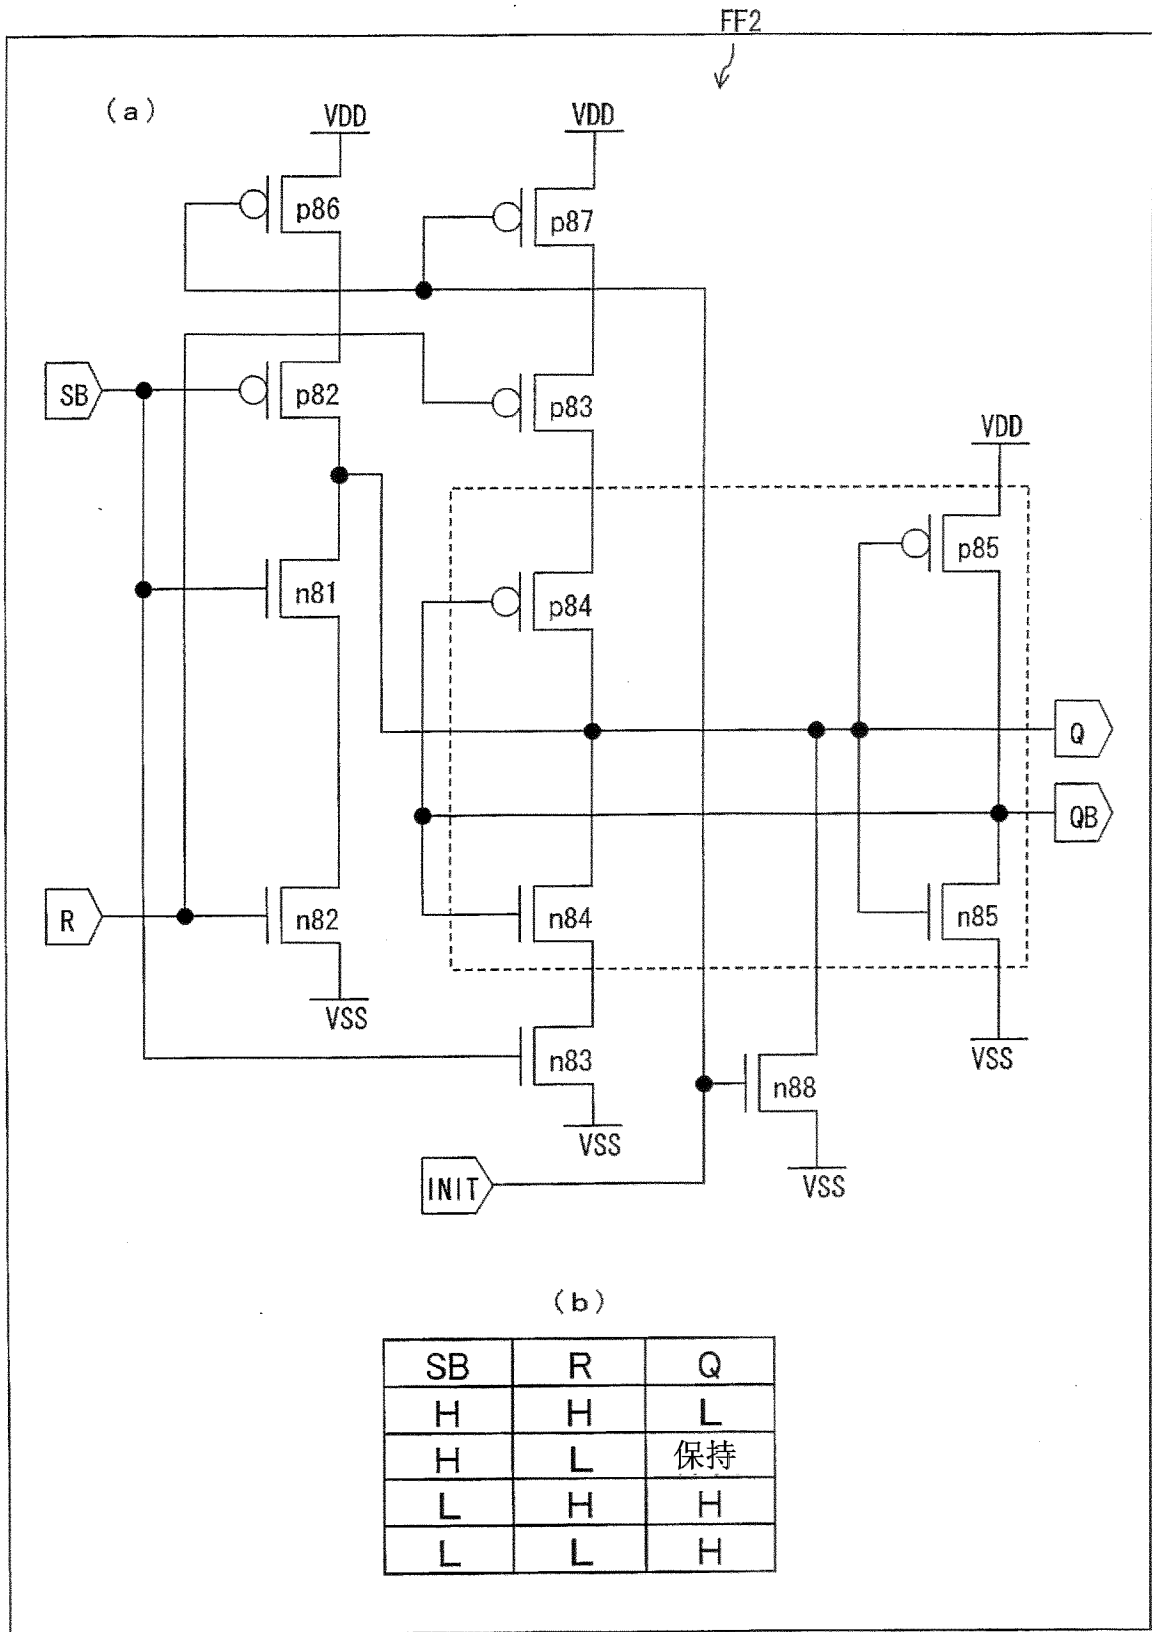 FF2
(a)
VDD
VDD
p86
p87
SB
p82
p83
VDD
p85
n81
p84
Q
QB
R
n82
n84
n85
VSS
n83
n88
VSS
VSS
INIT
VSS
(b)
SB R Q
H H L
H L 保持
L H H
L L H